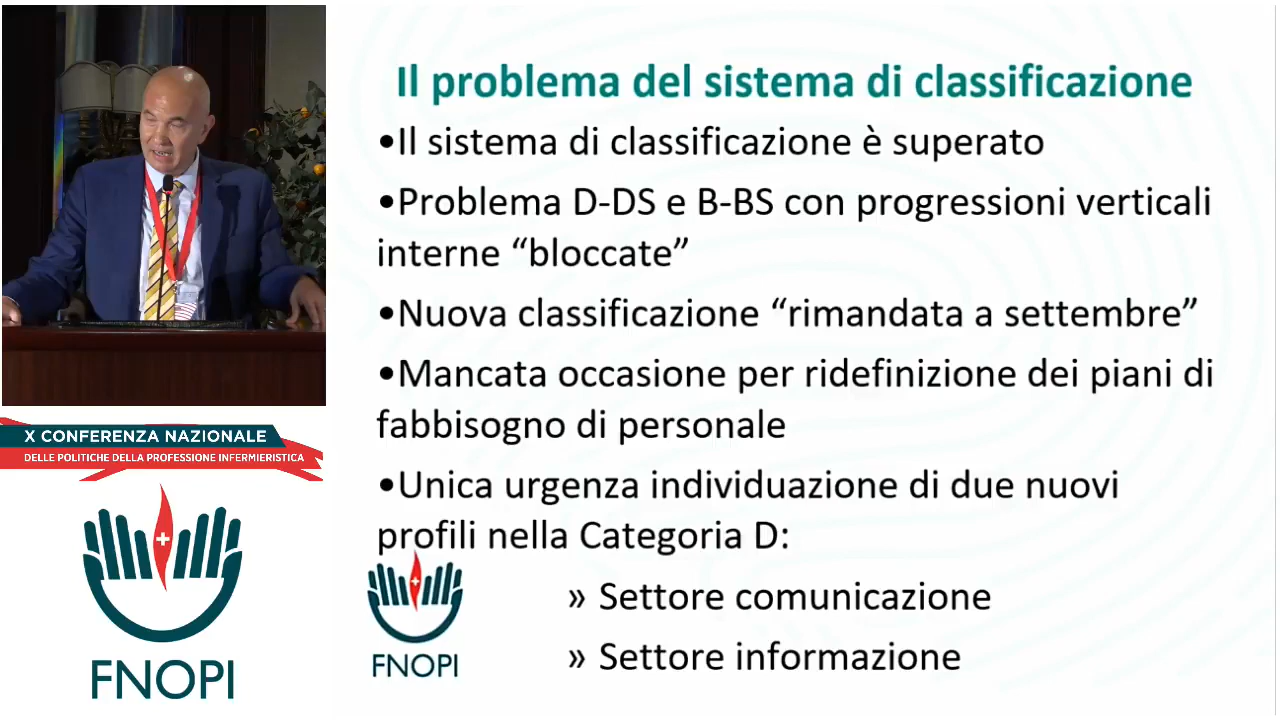 Il problema del sistema di classificazione
•Il sistema di classificazione è superato
•Problema D-DS e B-BS con progressioni verticali
interne “bloccate”
•Nuova classificazione “rimandata a settembre”
•Mancata occasione per ridefinizione dei piani di
fabbisogno di personale
•Unica urgenza individuazione di due nuovi
profili nella Categoria D:
» Settore comunicazione
» Settore informazione
FNOPI
X CONFERENZA NAZIONALE
DELLE POLITICHE DELLA PROFESSIONE INFERMIERISTICA
FNOPI